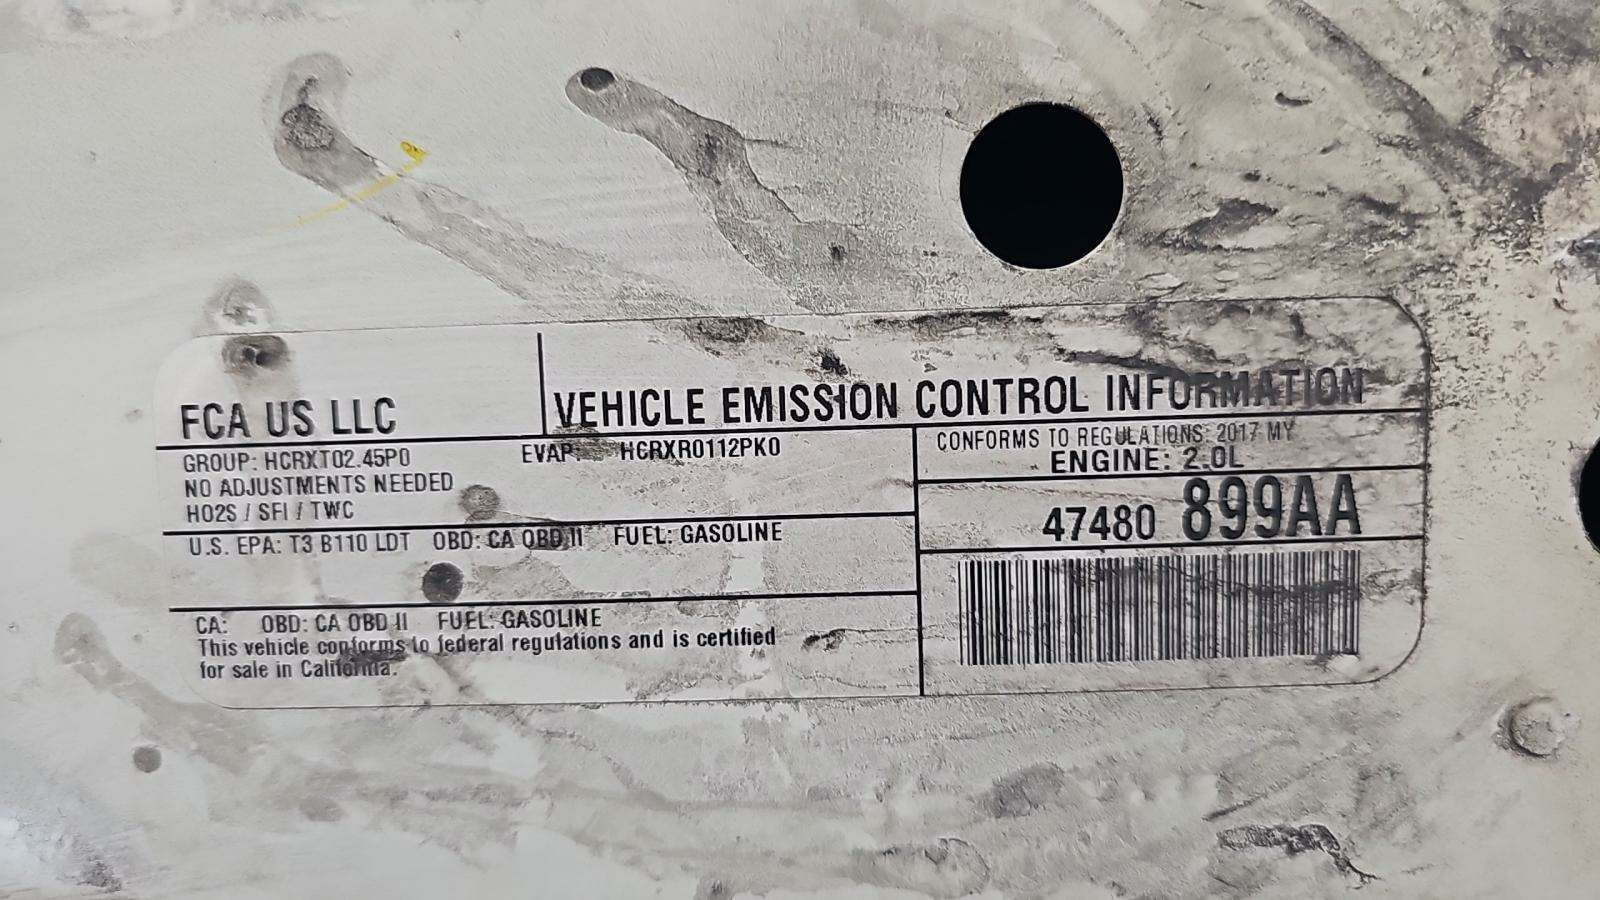 FCA US LLC
VEHICLE EMISSION CONTROL INFORMATION
GROUP: HCRXT02.45P0 EVAP: HCRXR0112PK0
NO ADJUSTMENTS NEEDED
HO2S / SFI / TWC
U.S. EPA: T3 B110 LDT OBD: CA OBD II FUEL: GASOLINE
CA: OBD: CA OBD II FUEL: GASOLINE
This vehicle conforms to federal regulations and is certified
for sale in California.
CONFORMS TO REGULATIONS: 2017 MY
ENGINE: 2.0L
47480 899AA